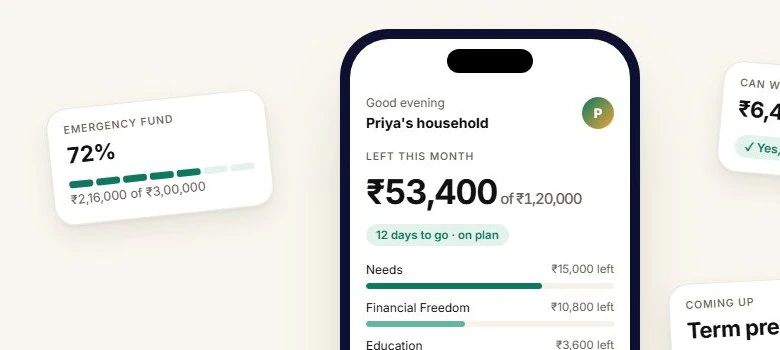 EMERGENCY FUND
72%
₹2,16,000 of ₹3,00,000
Good evening
Priya's household
P
LEFT THIS MONTH
₹53,400 of ₹1,20,000
12 days to go · on plan
Needs ₹15,000 left
Financial Freedom ₹10,800 left
Education ₹3,600 left
CAN W
₹6,4
✓ Yes,
COMING UP
Term pre